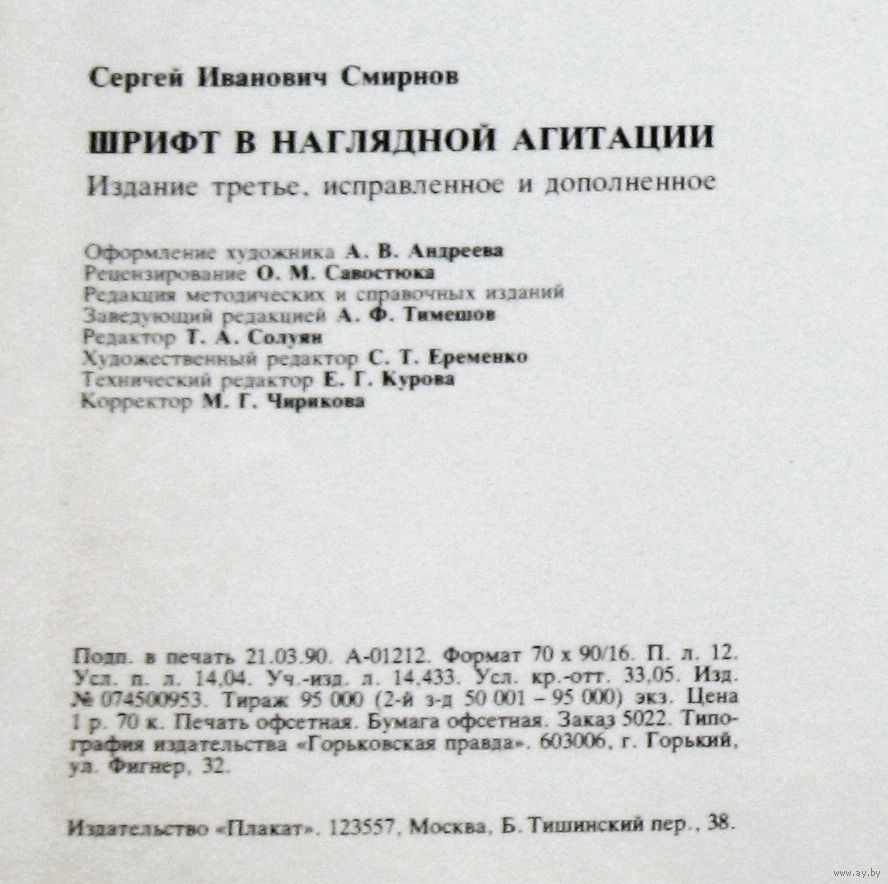 Сергей Иванович Смирнов
ШРИФТ В НАГЛЯДНОЙ АГИТАЦИИ
Издание третье, исправленное и дополненное
Оформление художника А. В. Андреева
Рецензирование О. М. Савостюка
Редакция методических и справочных изданий
Заведующий редакцией А. Ф. Тимешов
Редактор Т. А. Солуян
Художественный редактор С. Т. Еременко
Технический редактор Е. Г. Курова
Корректор М. Г. Чирикова
Подп. в печать 21.03.90. А-01212. Формат 70 х 90/16. П. л. 12.
Усл. п. л. 14,04. Уч.-изд. л. 14,433. Усл. кр.-отт. 33,05. Изд.
№ 074500953. Тираж 95 000 (2-й з-д 50 001 – 95 000) экз. Цена
1 р. 70 к. Печать офсетная. Бумага офсетная. Заказ 5022. Типо-
графия издательства «Горьковская правда». 603006, г. Горький,
ул. Фигнер, 32.
Издательство «Плакат». 123557, Москва, Б. Тишинский пер., 38.
www.ay.by